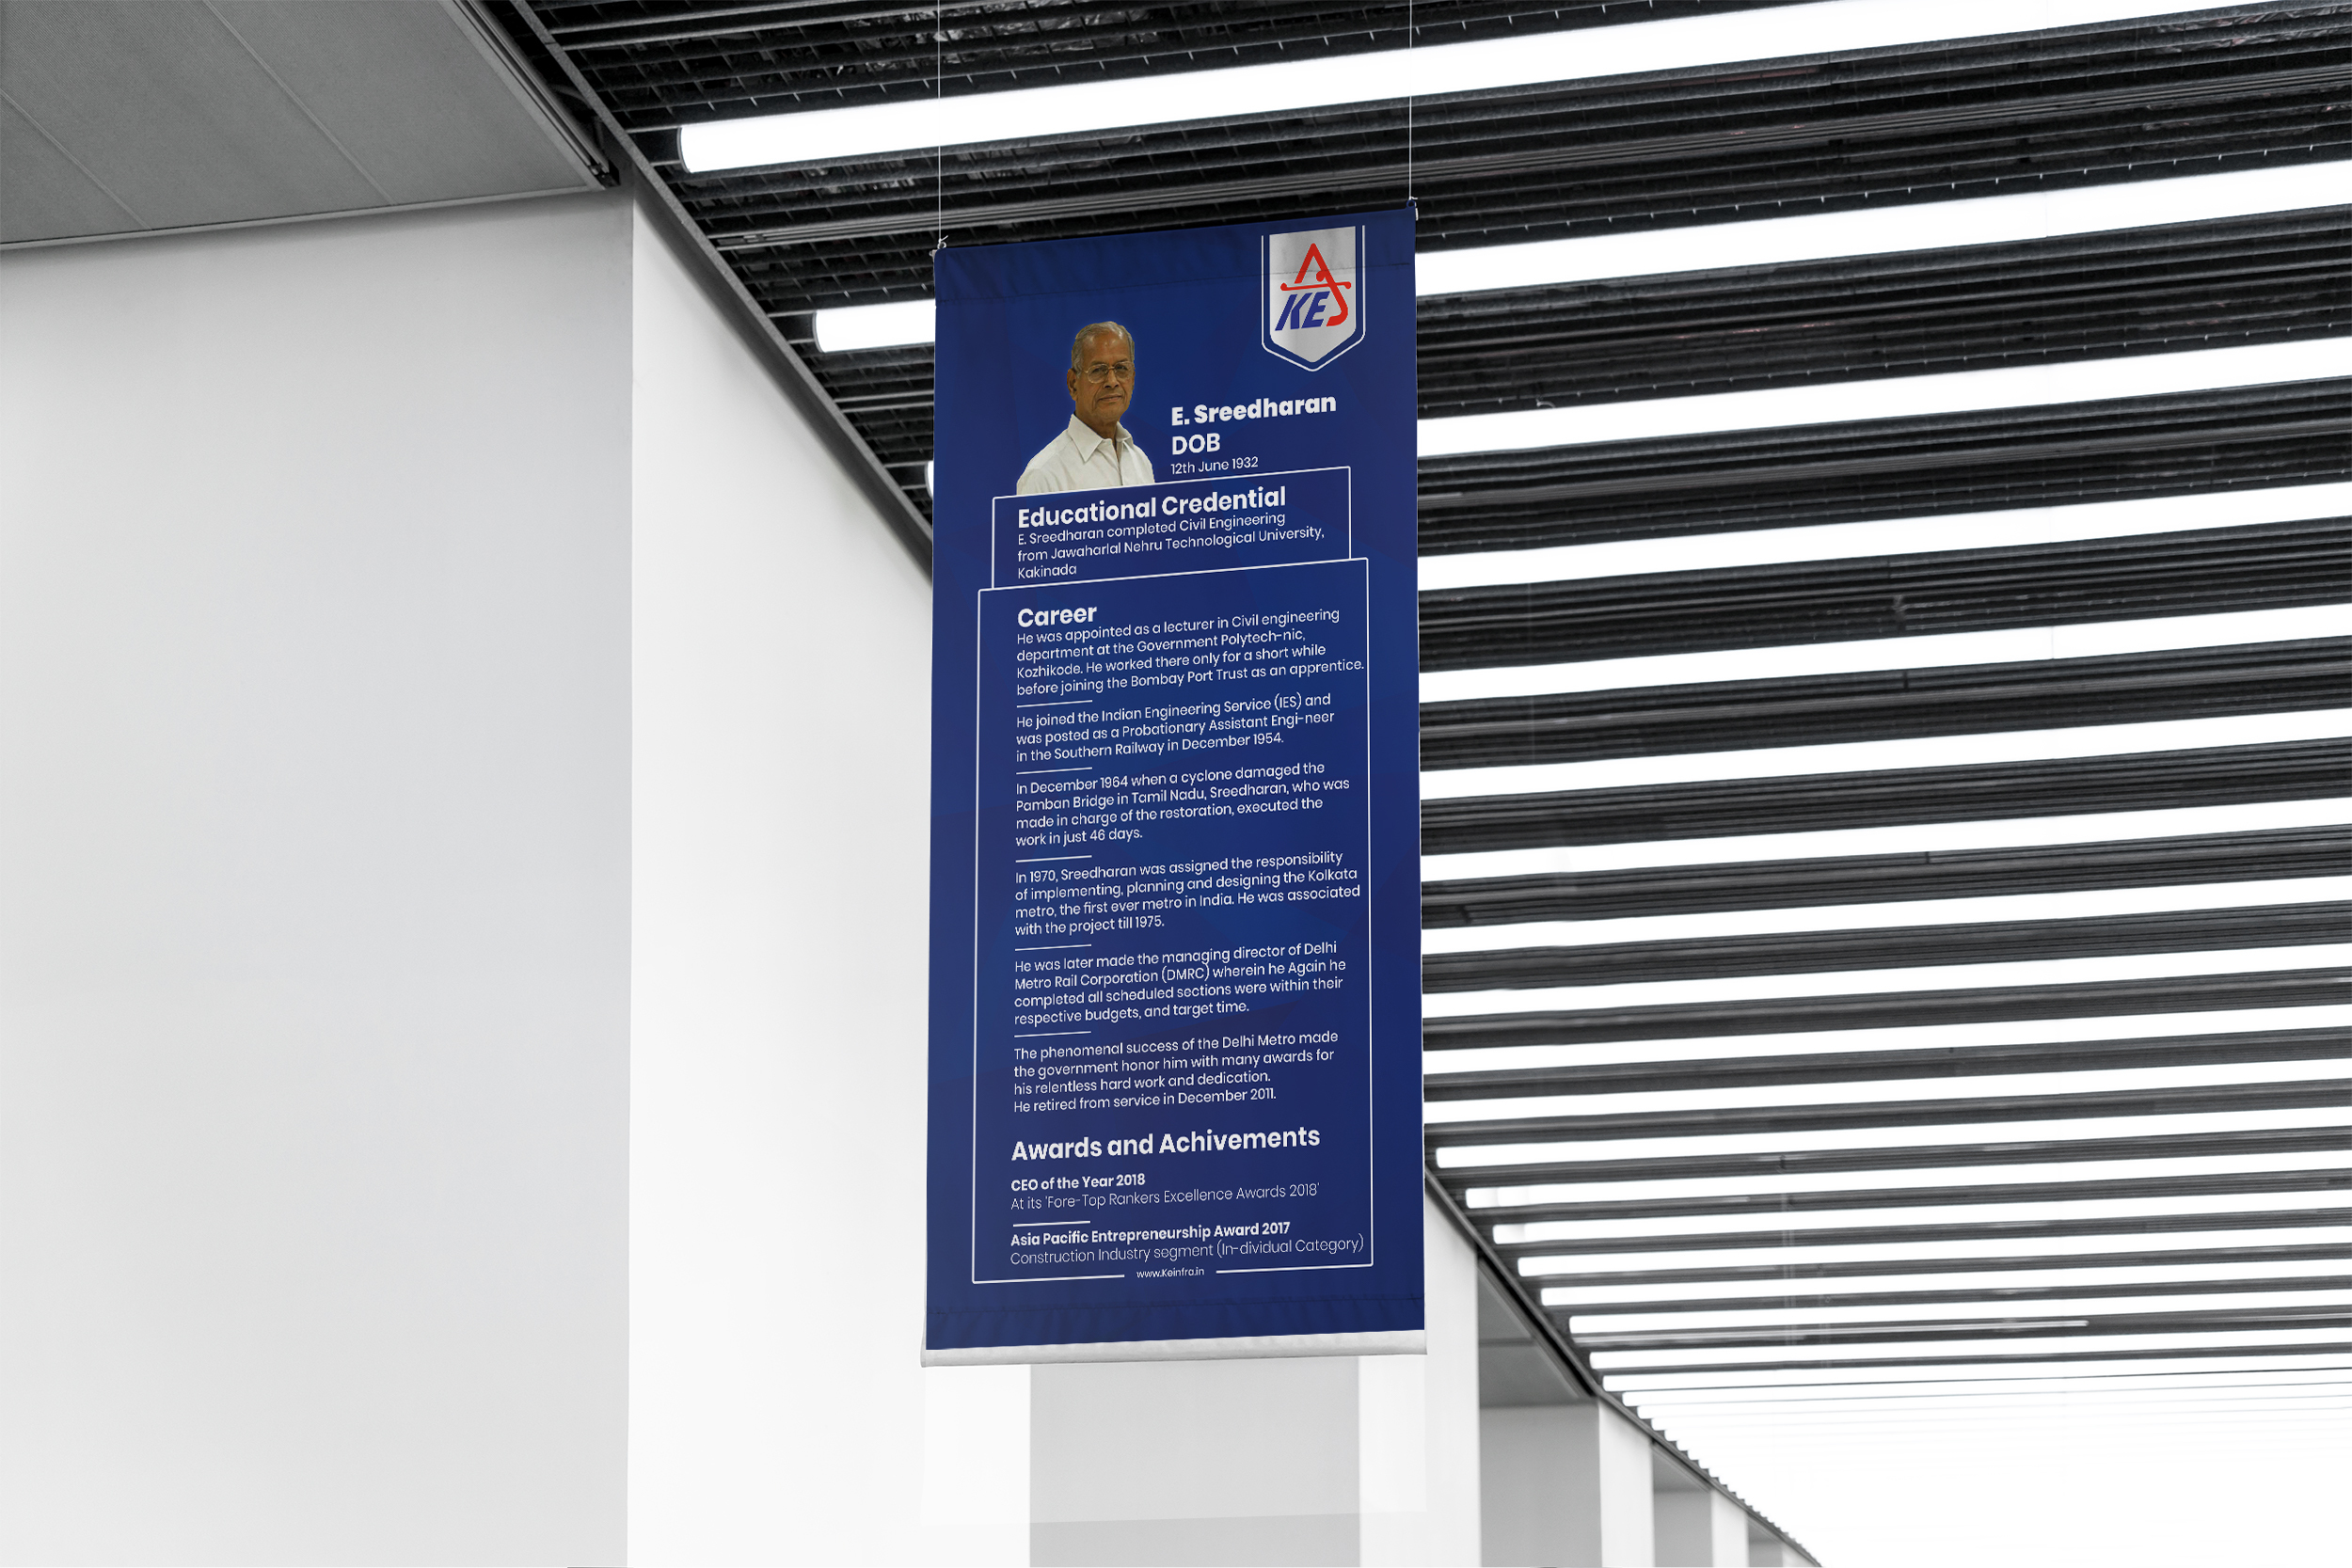 KES
E. Sreedharan
DOB
12th June 1932
Educational Credential
E. Sreedharan completed Civil Engineering
from Jawaharlal Nehru Technological University,
Kakinada
Career
He was appointed as a lecturer in Civil engineering
department at the Government Polytech-nic,
Kozhikode. He worked there only for a short while
before joining the Bombay Port Trust as an apprentice.
He joined the Indian Engineering Service (IES) and
was posted as a Probationary Assistant Engi-neer
in the Southern Railway in December 1954.
In December 1964 when a cyclone damaged the
Pamban Bridge in Tamil Nadu, Sreedharan, who was
made in charge of the restoration, executed the
work in just 46 days.
In 1970, Sreedharan was assigned the responsibility
of implementing, planning and designing the Kolkata
metro, the first ever metro in India. He was associated
with the project till 1975.
He was later made the managing director of Delhi
Metro Rail Corporation (DMRC) wherein he Again he
completed all scheduled sections were within their
respective budgets, and target time.
The phenomenal success of the Delhi Metro made
the government honor him with many awards for
his relentless hard work and dedication.
He retired from service in December 2011.
Awards and Achivements
CEO of the Year 2018
At its 'Fore-Top Rankers Excellence Awards 2018'
Asia Pacific Entrepreneurship Award 2017
Construction Industry segment (In-dividual Category)
www.Keinfra.in